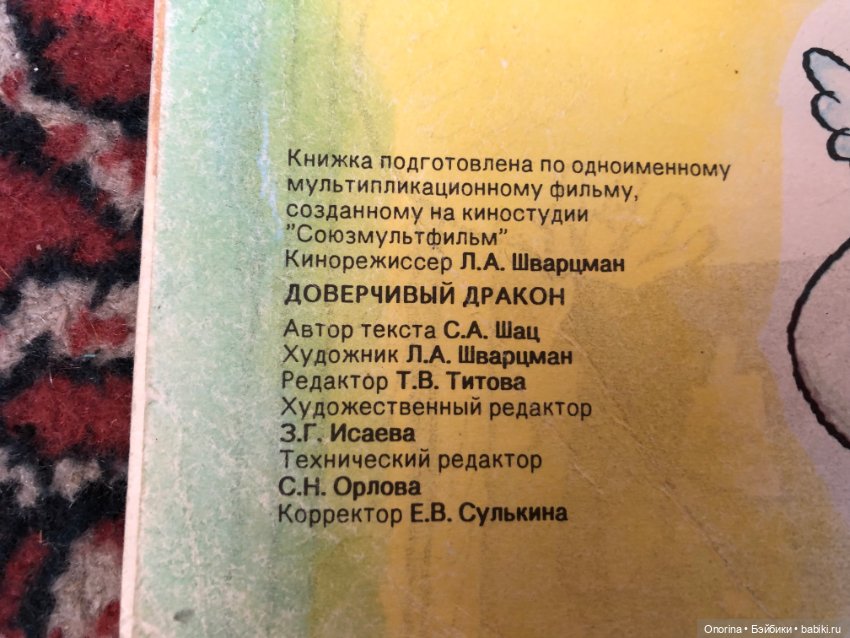 Книжка подготовлена по одноименному
мультипликационному фильму,
созданному на киностудии
"Союзмультфильм"
Кинорежиссер Л.А. Шварцман
ДОВЕРЧИВЫЙ ДРАКОН
Автор текста С.А. Шац
Художник Л.А. Шварцман
Редактор Т.В. Титова
Художественный редактор
З.Г. Исаева
Технический редактор
С.Н. Орлова
Корректор Е.В. Сулькина
Onorina • Бэйбики • babiki.ru